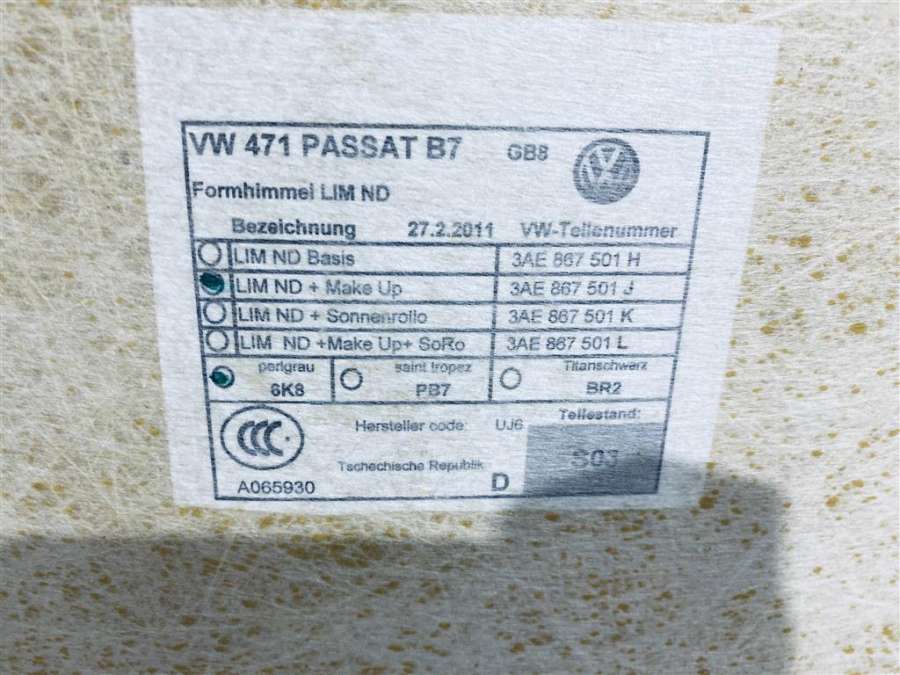 VW 471 PASSAT B7 GB8
Formhimmel LIM ND
Bezeichnung 27.2.2011 VW-Teilenummer
LIM ND Basis 3AE 867 501 H
LIM ND + Make Up 3AE 867 501 J
LIM ND + Sonnenrollo 3AE 867 501 K
LIM ND +Make Up+ SoRo 3AE 867 501 L
perlgrau saint tropez Titanschwarz
6K8 PB7 BR2
Teilestand:
Hersteller code: UJ6
CCC S03
Tschechische Republik
A065930 D